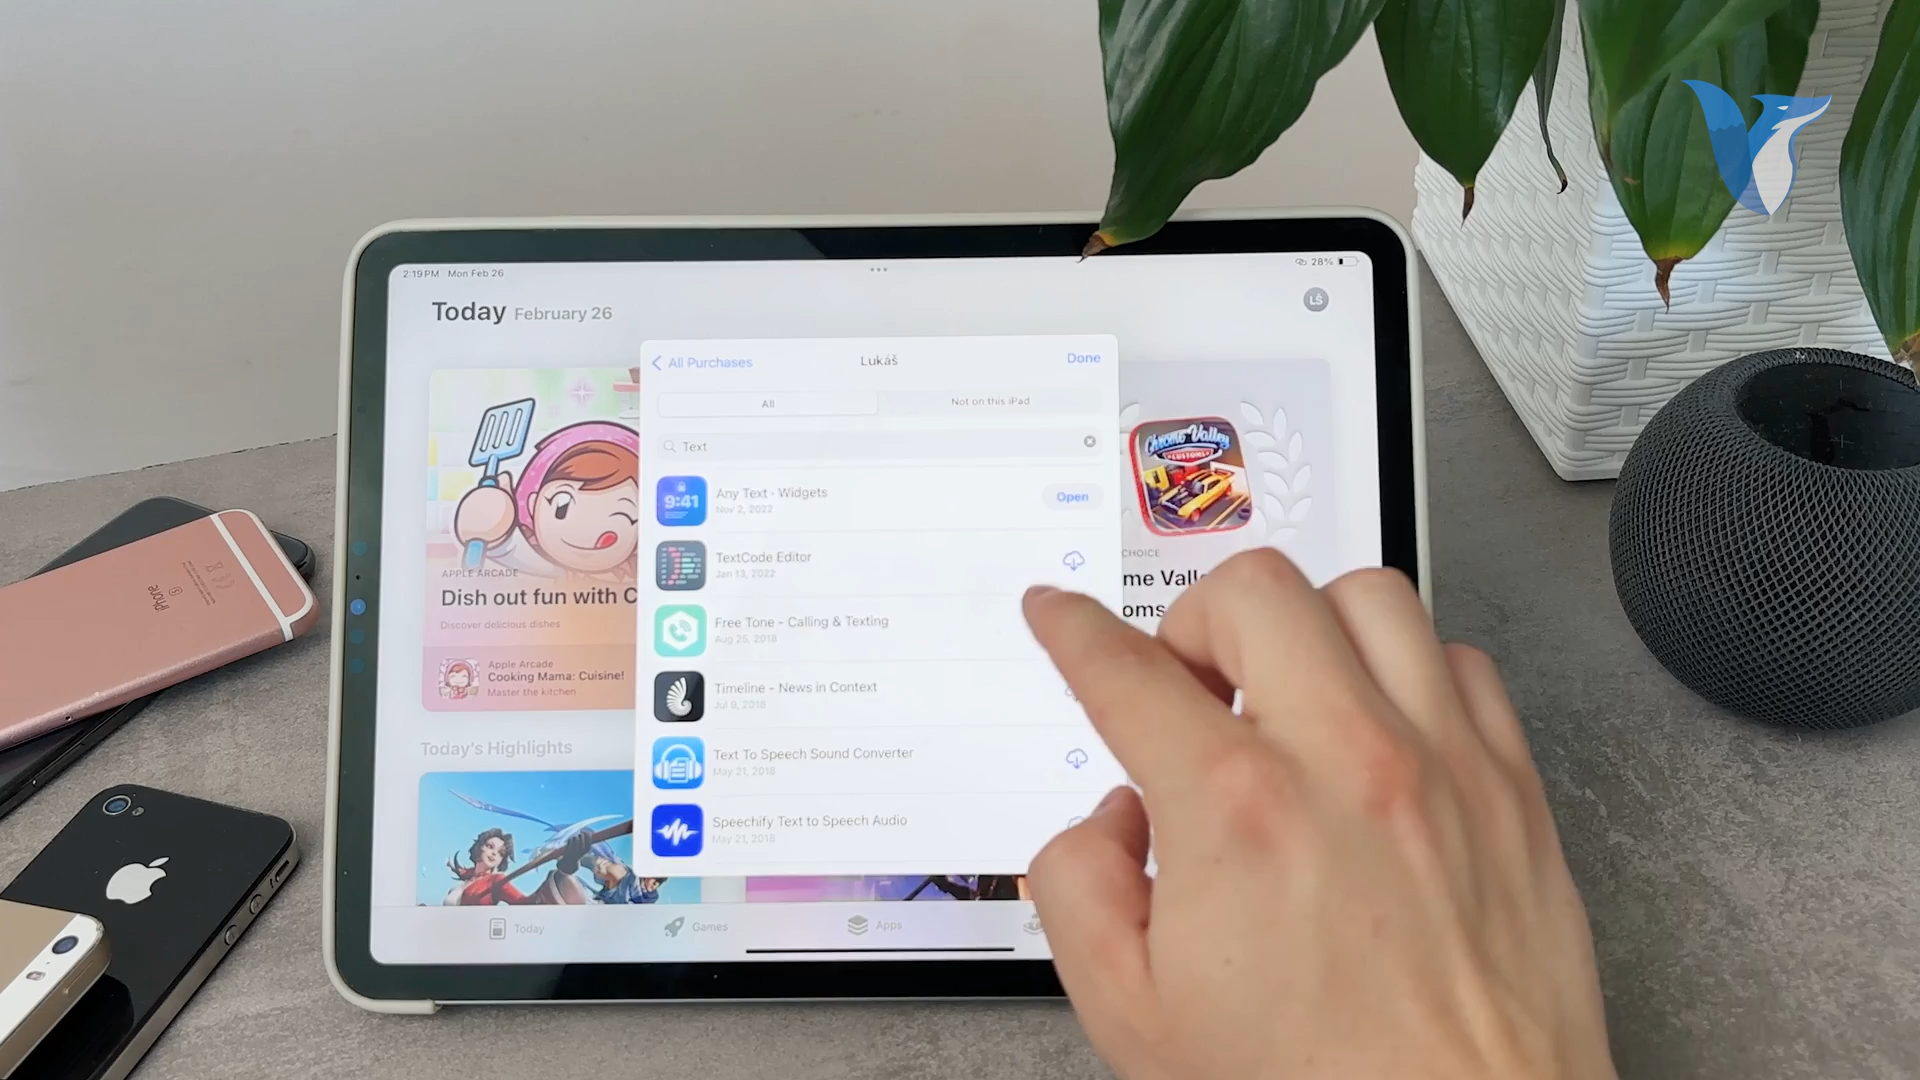 2:19 PM Mon Feb 26
28%
Today February 26
LŠ
All Purchases
Lukáš
Done
All
Not on this iPad
Text
9:41
Any Text - Widgets
Nov 2, 2022
Open
TextCode Editor
Jan 13, 2022
Free Tone - Calling & Texting
Aug 25, 2018
Timeline - News in Context
Jul 9, 2018
Text To Speech Sound Converter
May 21, 2018
Speechify Text to Speech Audio
May 21, 2018
APPLE ARCADE
Dish out fun with C
Discover delicious dishes
Apple Arcade
Cooking Mama: Cuisine!
Master the kitchen
Today's Highlights
Chrome Valley
CUSTOMS
CHOICE
me Valle
oms
Today
Games
Apps
iPhone